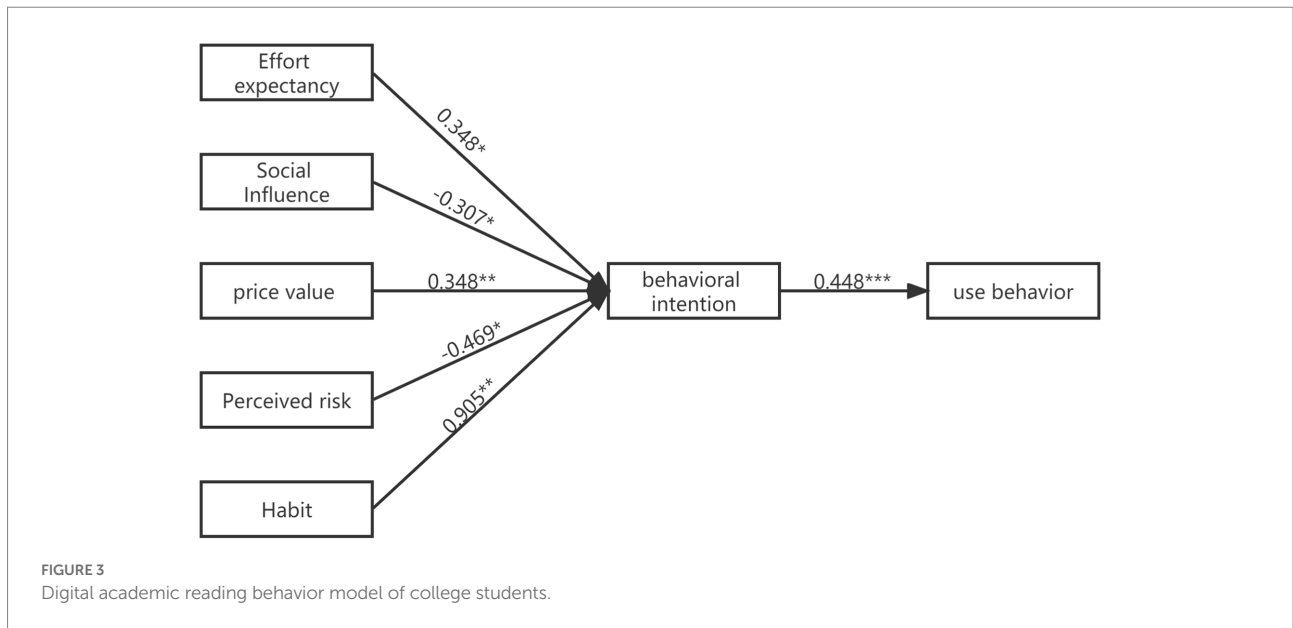 Effort
expectancy
0.348*
Social
Influence
-0.307*
price value
0.348**
behavioral
intention
0.448***
use behavior
Perceived risk
-0.469*
0.905**
Habit
FIGURE 3
Digital academic reading behavior model of college students.